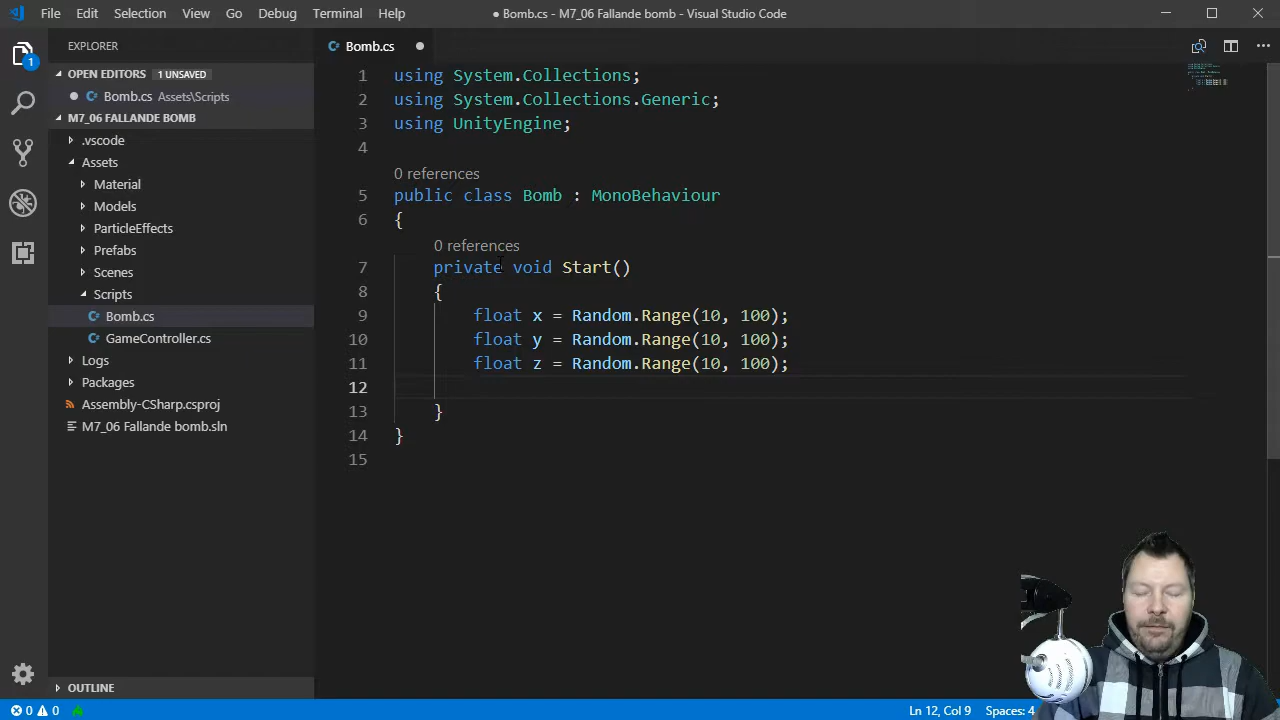 File Edit Selection View Go Debug Terminal Help ● Bomb.cs - M7_06 Fallande bomb - Visual Studio Code
EXPLORER
OPEN EDITORS 1 UNSAVED
Bomb.cs Assets\Scripts
M7_06 FALLANDE BOMB
.vscode
Assets
Material
Models
ParticleEffects
Prefabs
Scenes
Scripts
Bomb.cs
GameController.cs
Logs
Packages
Assembly-CSharp.csproj
M7_06 Fallande bomb.sln
OUTLINE
1
Bomb.cs
1 using System.Collections;
2 using System.Collections.Generic;
3 using UnityEngine;
4
0 references
5 public class Bomb : MonoBehaviour
6 {
0 references
7 private void Start()
8 {
9 float x = Random.Range(10, 100);
10 float y = Random.Range(10, 100);
11 float z = Random.Range(10, 100);
12
13 }
14 }
15
0 0 Ln 12, Col 9 Spaces: 4